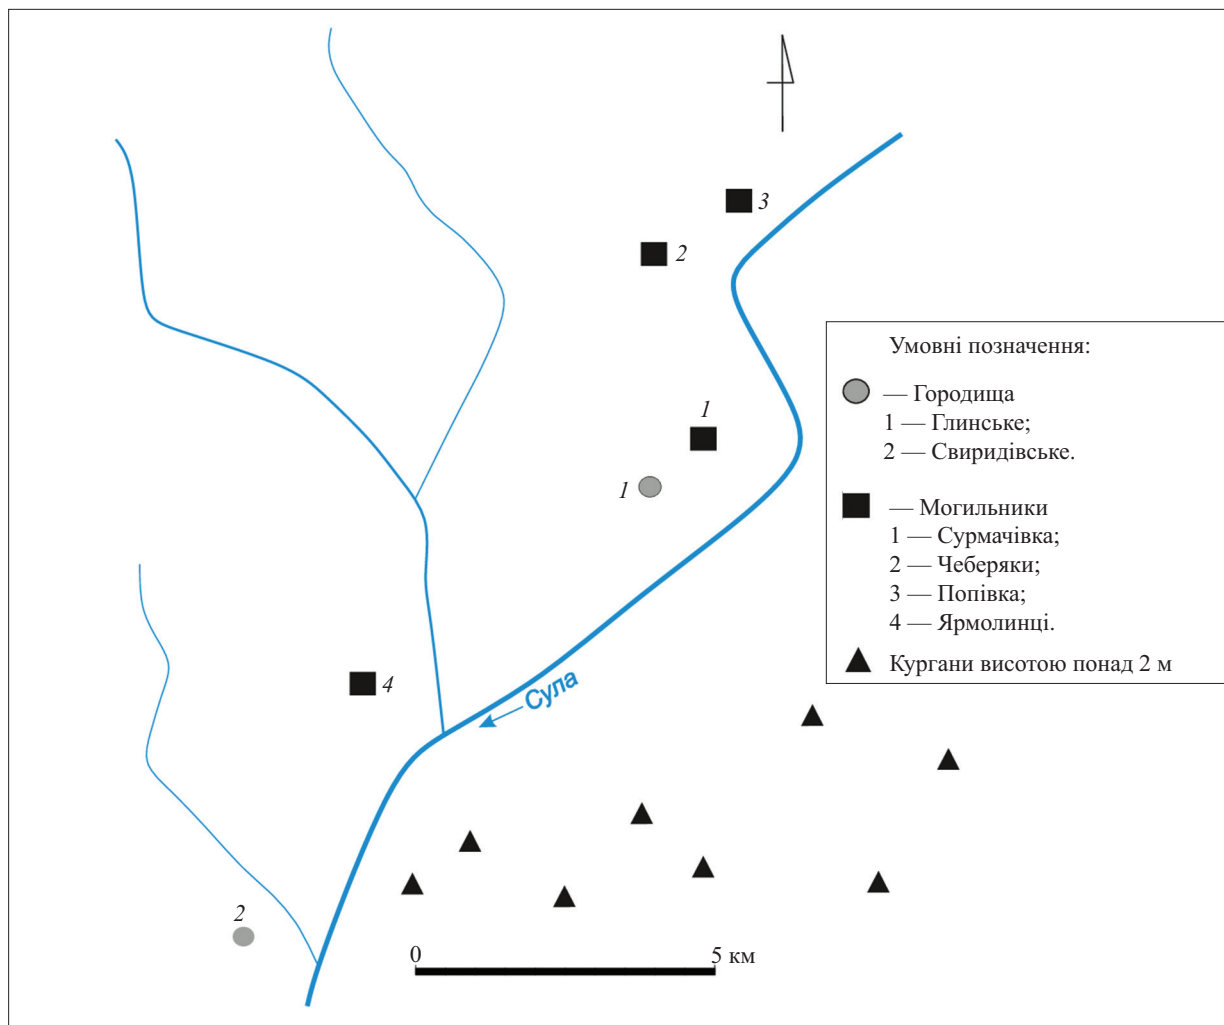 3
2
1
1
4
Сула
2
0 5 км
Умовні позначення:
— Городища
1 — Глинське;
2 — Свиридівське.
— Могильники
1 — Сурмачівка;
2 — Чеберяки;
3 — Попівка;
4 — Ярмолинці.
Кургани висотою понад 2 м